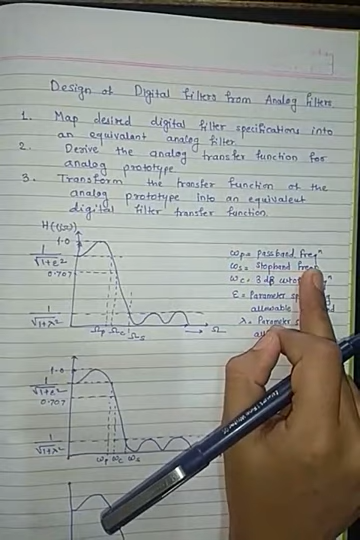 Design of Digital Filters from Analog Filters
1. Map desired digital filter specifications into
an equivalent analog filter.
2. Derive the analog transfer function for
analog prototype
3. Transform the transfer function of the
analog prototype into an equivalent
digital filter transfer function.
H(jΩ)
1.0
1/√1+ε²
0.707
1/√1+λ²
Ωp Ωc Ωs → Ω
ωp = passband freqⁿ
ωs = stopband freqⁿ
ωc = 3 dB
ε = Parameter
allowable
λ = Parameter
1.0
1/√1+ε²
0.707
1/√1+λ²
ωp ωc ωs